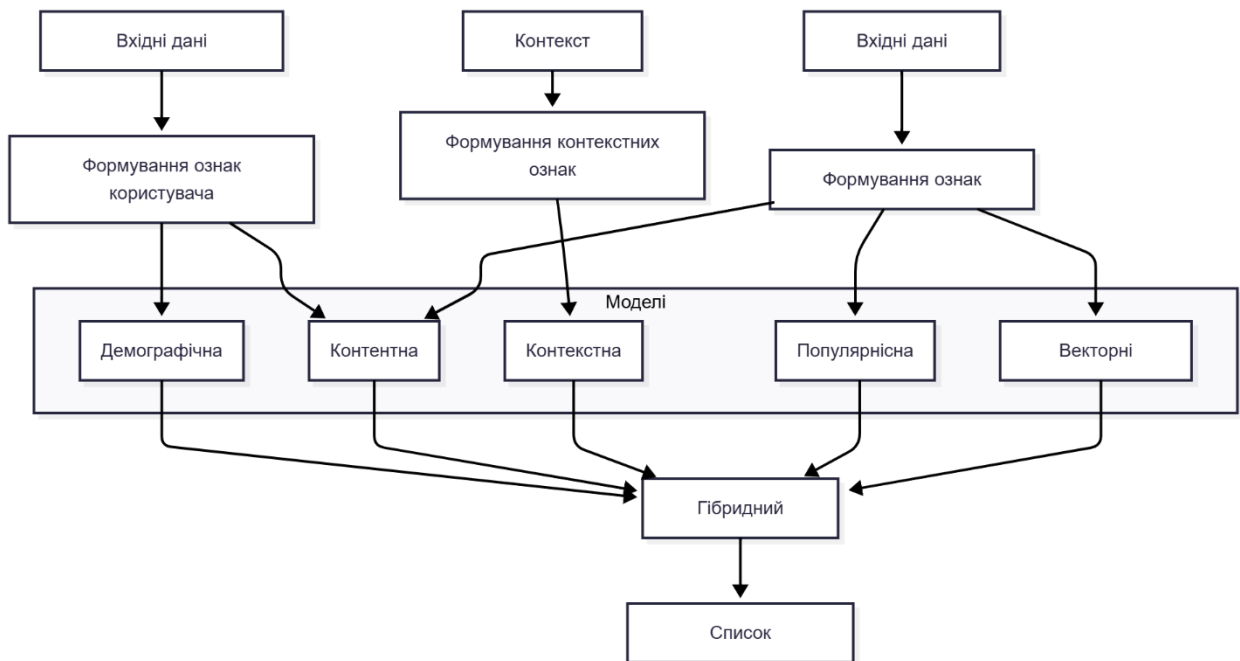 Вхідні дані
Контекст
Вхідні дані
Формування ознак
користувача
Формування контекстних
ознак
Формування ознак
Моделі
Демографічна
Контентна
Контекстна
Популярнісна
Векторні
Гібридний
Список